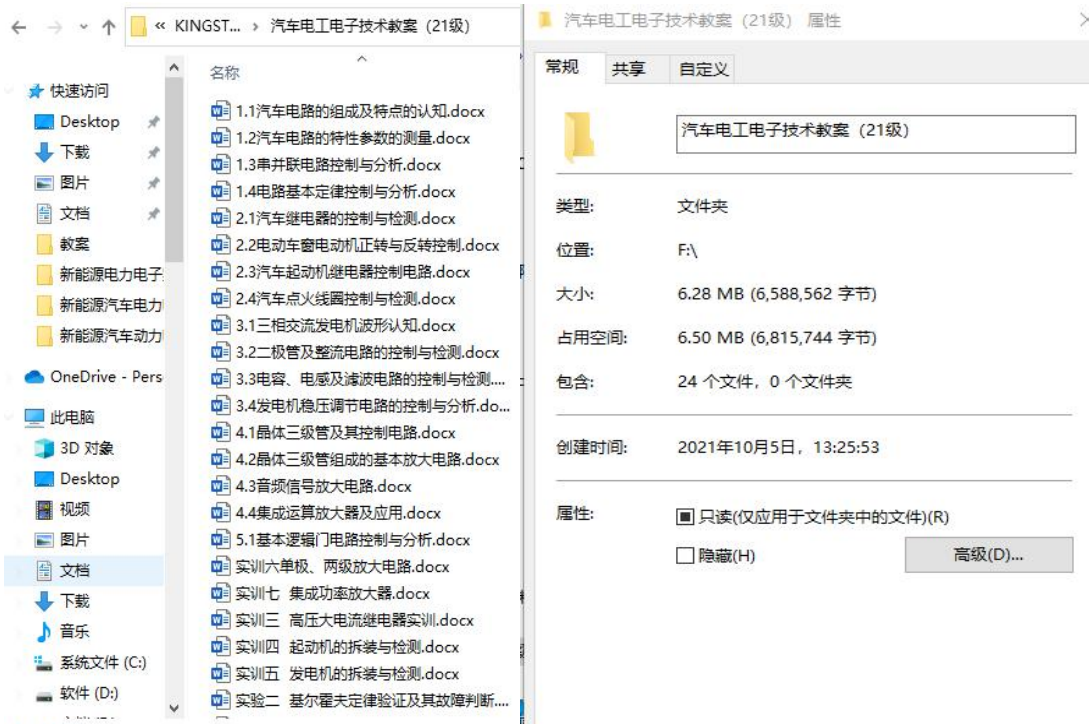 « KINGST... › 汽车电工电子技术教案（21级）
名称
快速访问
Desktop
下载
图片
文档
教案
新能源电力电子
新能源汽车电力
新能源汽车动力
OneDrive - Pers
此电脑
3D 对象
Desktop
视频
图片
文档
下载
音乐
系统文件 (C:)
软件 (D:)
1.1汽车电路的组成及特点的认知.docx
1.2汽车电路的特性参数的测量.docx
1.3串并联电路控制与分析.docx
1.4电路基本定律控制与分析.docx
2.1汽车继电器的控制与检测.docx
2.2电动车窗电动机正转与反转控制.docx
2.3汽车起动机继电器控制电路.docx
2.4汽车点火线圈控制与检测.docx
3.1三相交流发电机波形认知.docx
3.2二极管及整流电路的控制与检测.docx
3.3电容、电感及滤波电路的控制与检测....
3.4发电机稳压调节电路的控制与分析.do...
4.1晶体三级管及其控制电路.docx
4.2晶体三级管组成的基本放大电路.docx
4.3音频信号放大电路.docx
4.4集成运算放大器及应用.docx
5.1基本逻辑门电路控制与分析.docx
实训六单极、两级放大电路.docx
实训七 集成功率放大器.docx
实训三 高压大电流继电器实训.docx
实训四 起动机的拆装与检测.docx
实训五 发电机的拆装与检测.docx
实验二 基尔霍夫定律验证及其故障判断....
汽车电工电子技术教案（21级） 属性
常规 共享 自定义
汽车电工电子技术教案（21级）
类型: 文件夹
位置: F:\
大小: 6.28 MB (6,588,562 字节)
占用空间: 6.50 MB (6,815,744 字节)
包含: 24 个文件，0 个文件夹
创建时间: 2021年10月5日，13:25:53
属性: 只读(仅应用于文件夹中的文件)(R)
隐藏(H)
高级(D)...